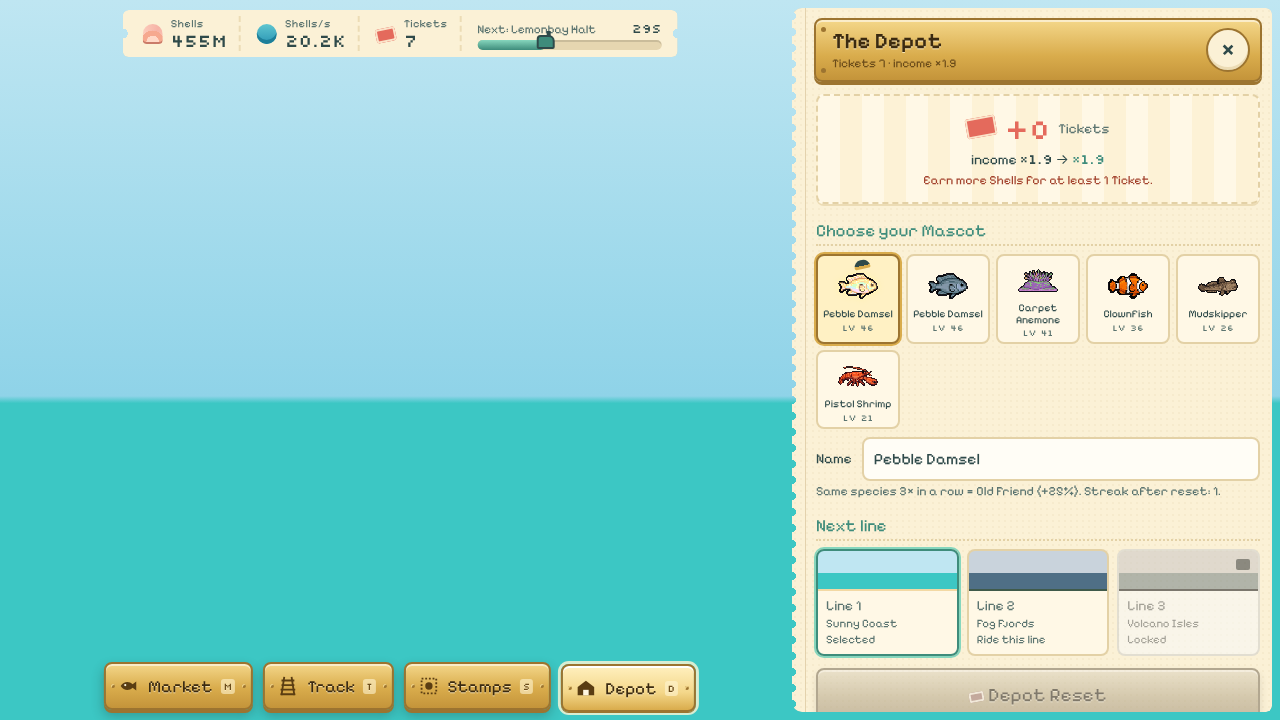 Shells
455M
Shells/s
20.2K
Tickets
7
Next: Lemonbay Halt 29S
The Depot
Tickets 7 · income ×1.9
×
+0 Tickets
income ×1.9 → ×1.9
Earn more Shells for at least 1 Ticket.
Choose your Mascot
Pebble Damsel
LV 46
Pebble Damsel
LV 46
Carpet
Anemone
LV 41
Clownfish
LV 36
Mudskipper
LV 26
Pistol Shrimp
LV 21
Name Pebble Damsel
Same species 3× in a row = Old Friend (+25%). Streak after reset: 1.
Next line
Line 1
Sunny Coast
Selected
Line 2
Fog Fjords
Ride this line
Line 3
Volcano Isles
Locked
Market M
Track T
Stamps S
Depot D
Depot Reset